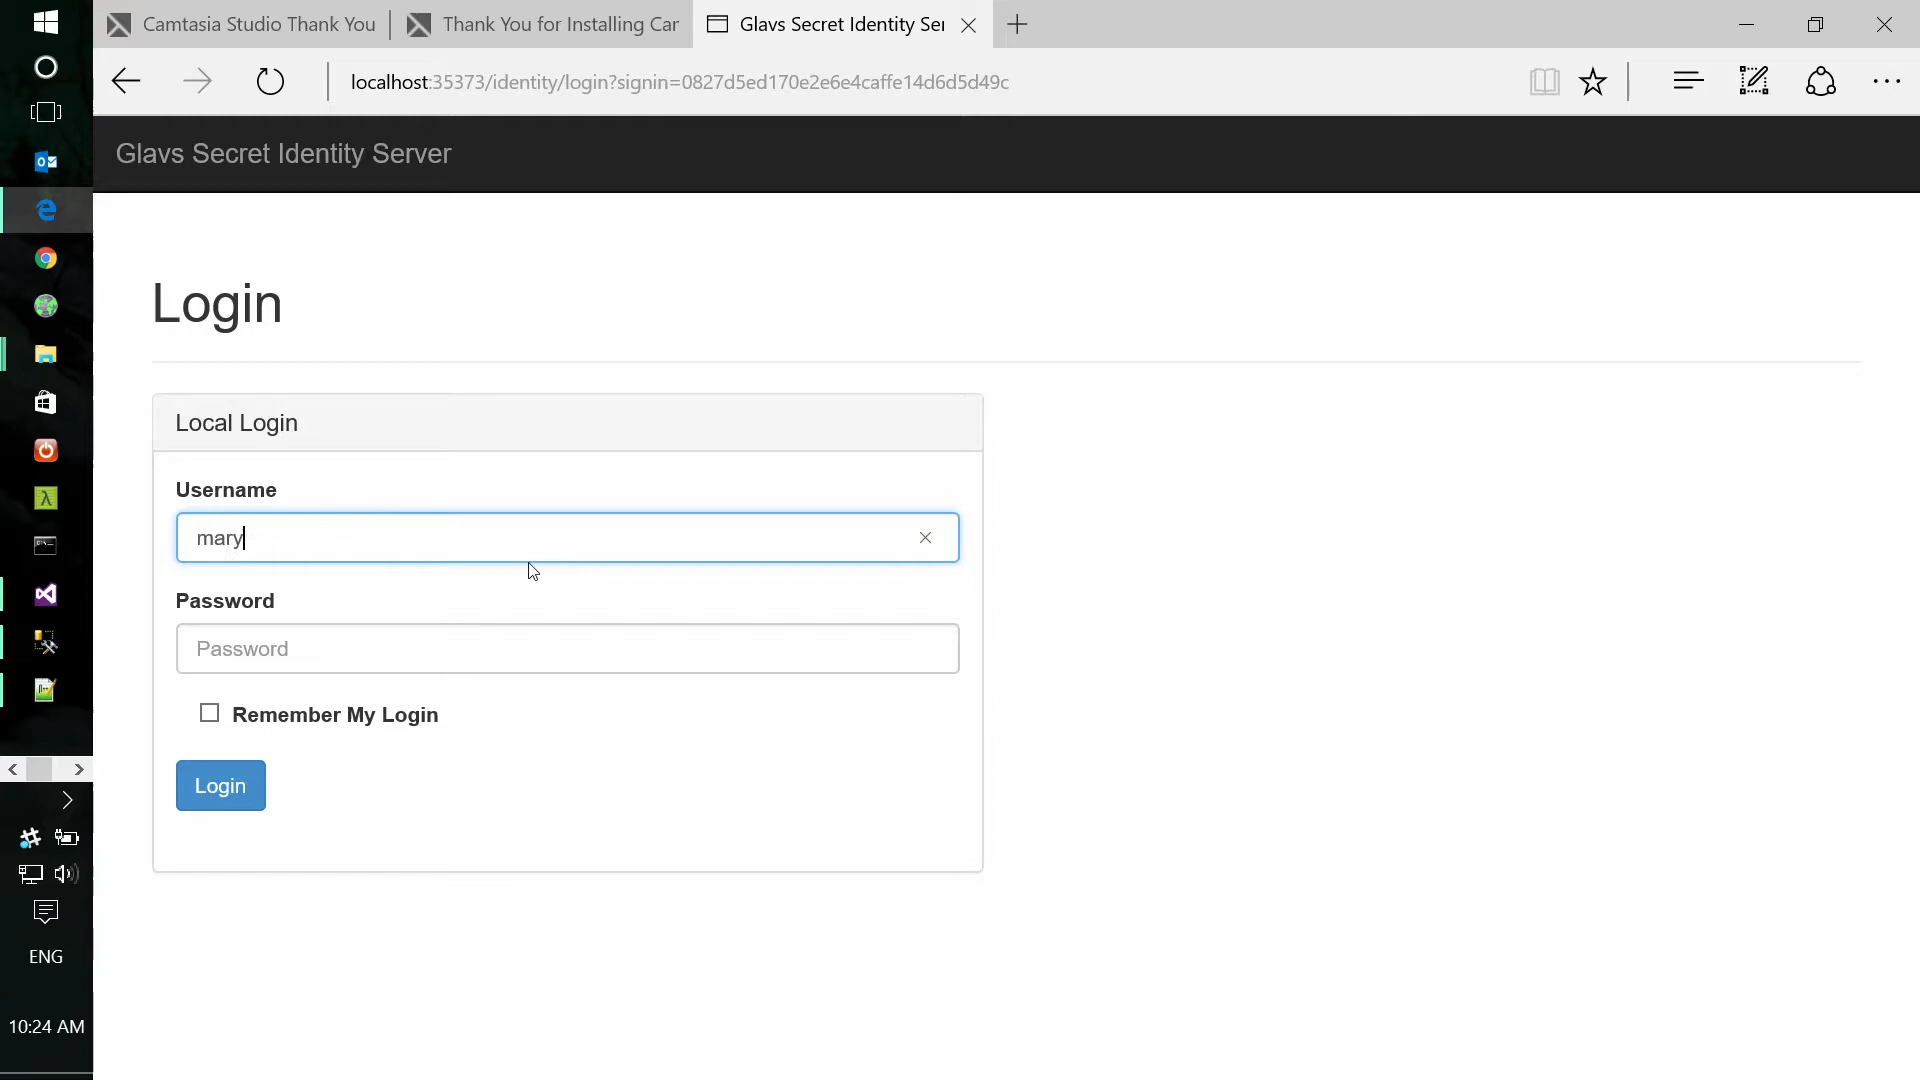 Camtasia Studio Thank You
Thank You for Installing Car
Glavs Secret Identity Ser
localhost:35373/identity/login?signin=0827d5ed170e2e6e4caffe14d6d5d49c
Glavs Secret Identity Server
Login
Local Login
Username
mary
Password
Password
Remember My Login
Login
ENG
10:24 AM